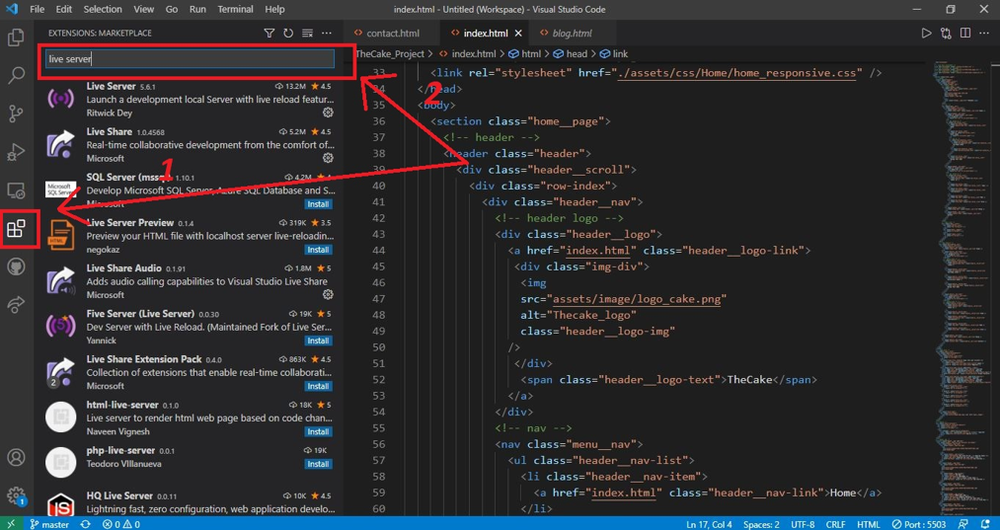 File Edit Selection View Go Run Terminal Help
index.html - Untitled (Workspace) - Visual Studio Code
EXTENSIONS: MARKETPLACE
live server
Live Server 5.6.1 13.2M 4.5
Launch a development local Server with live reload featur...
Ritwick Dey
Live Share 1.0.4568 5.2M 4.5
Real-time collaborative development from the comfort of...
Microsoft
SQL Server (mssql) 1.10.1 4.2M
Develop Microsoft SQL Server, Azure SQL Database and S...
Microsoft Install
Microsoft
SQL Server
Live Server Preview 0.1.4 319K 3.5
Preview your HTML file with localhost server live-reloadin...
negokaz Install
HTML
Live Share Audio 0.1.91 1.8M 5
Adds audio calling capabilities to Visual Studio Live Share
Microsoft
Five Server (Live Server) 0.0.30 19K 5
Dev Server with Live Reload. (Maintained Fork of Live Ser...
Yannick Install
Live Share Extension Pack 0.4.0 863K 4.5
Collection of extensions that enable real-time collaborati...
Microsoft Install
2
html-live-server 0.1.0 18K 5
Live server to render html web page based on code chan...
Naveen Vignesh Install
php-live-server 0.0.1 19K
Teodoro VIllanueva Install
HQ Live Server 0.0.11 10K 4.5
Lightning fast, zero configuration, web application develo...
1
2
contact.html index.html blog.html
TheCake_Project > index.html > html > head > link
33 <link rel="stylesheet" href="./assets/css/Home/home_responsive.css" />
34 </head>
35 <body>
36 <section class="home__page">
37 <!-- header -->
38 <header class="header">
39 <div class="header__scroll">
40 <div class="row-index">
41 <div class="header__nav">
42 <!-- header logo -->
43 <div class="header__logo">
44 <a href="index.html" class="header__logo-link">
45 <div class="img-div">
46 <img
47 src="assets/image/logo_cake.png"
48 alt="Thecake_logo"
49 class="header__logo-img"
50 />
51 </div>
52 <span class="header__logo-text">TheCake</span>
53 </a>
54 </div>
55 <!-- nav -->
56 <nav class="menu__nav">
57 <ul class="header__nav-list">
58 <li class="header__nav-item">
59 <a href="index.html" class="header__nav-link">Home</a>
60 </li>
1
master 0 0 Ln 17, Col 4 Spaces: 2 UTF-8 CRLF HTML Port : 5503